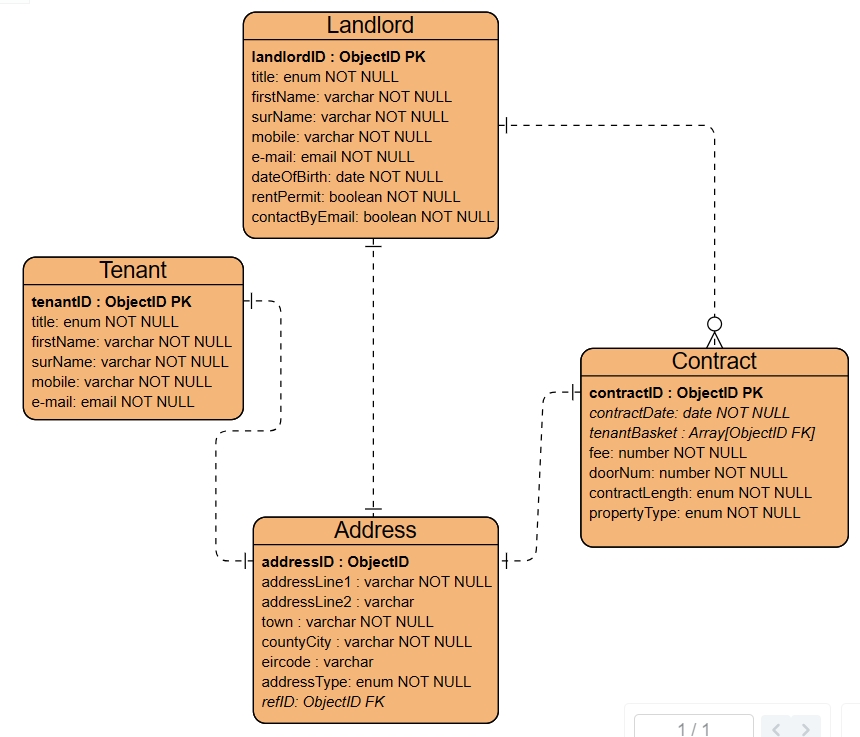 Landlord
landlordID : ObjectID PK
title: enum NOT NULL
firstName: varchar NOT NULL
surName: varchar NOT NULL
mobile: varchar NOT NULL
e-mail: email NOT NULL
dateOfBirth: date NOT NULL
rentPermit: boolean NOT NULL
contactByEmail: boolean NOT NULL
Tenant
tenantID : ObjectID PK
title: enum NOT NULL
firstName: varchar NOT NULL
surName: varchar NOT NULL
mobile: varchar NOT NULL
e-mail: email NOT NULL
Contract
contractID : ObjectID PK
contractDate: date NOT NULL
tenantBasket : Array[ObjectID FK]
fee: number NOT NULL
doorNum: number NOT NULL
contractLength: enum NOT NULL
propertyType: enum NOT NULL
Address
addressID : ObjectID
addressLine1 : varchar NOT NULL
addressLine2 : varchar
town : varchar NOT NULL
countyCity : varchar NOT NULL
eircode : varchar
addressType: enum NOT NULL
refID: ObjectID FK
1 / 1